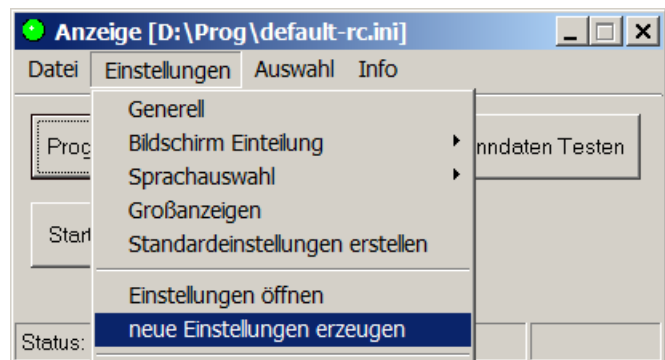 Anzeige [D:\Prog\default-rc.ini]
Datei Einstellungen Auswahl Info
Generell
Bildschirm Einteilung
Sprachauswahl
Großanzeigen
Standardeinstellungen erstellen
Einstellungen öffnen
neue Einstellungen erzeugen
Testen
Status: